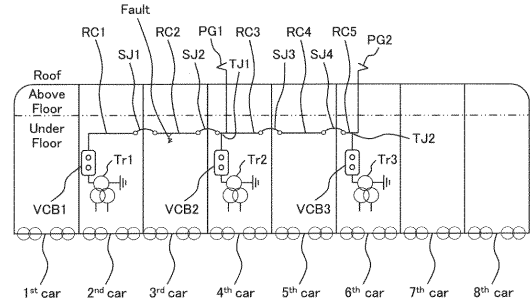 Fault
PG1
RC1 RC2 RC3 RC4 RC5 PG2
SJ1 SJ2 TJ1 SJ3 SJ4
Roof
Above
Floor
Under
Floor
TJ2
Tr1 Tr2 Tr3
VCB1 VCB2 VCB3
1st car 2nd car 3rd car 4th car 5th car 6th car 7th car 8th car